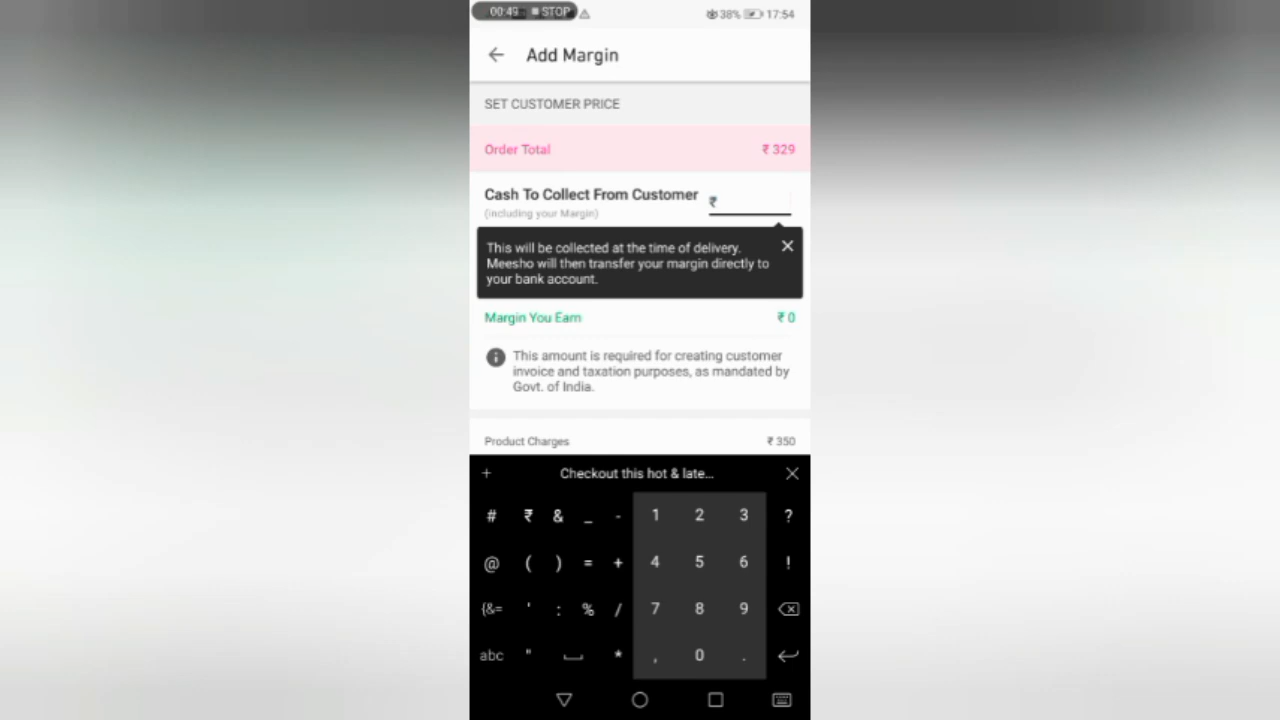 00:49 STOP 38% 17:54
Add Margin
SET CUSTOMER PRICE
Order Total ₹ 329
Cash To Collect From Customer ₹
(including your Margin)
This will be collected at the time of delivery.
Meesho will then transfer your margin directly to
your bank account.
Margin You Earn ₹ 0
This amount is required for creating customer
invoice and taxation purposes, as mandated by
Govt. of India.
Product Charges ₹ 350
+ Checkout this hot & late...
# ₹ & _ - 1 2 3 ?
@ ( ) = + 4 5 6 !
{&= ' : % / 7 8 9
abc " * , 0 .